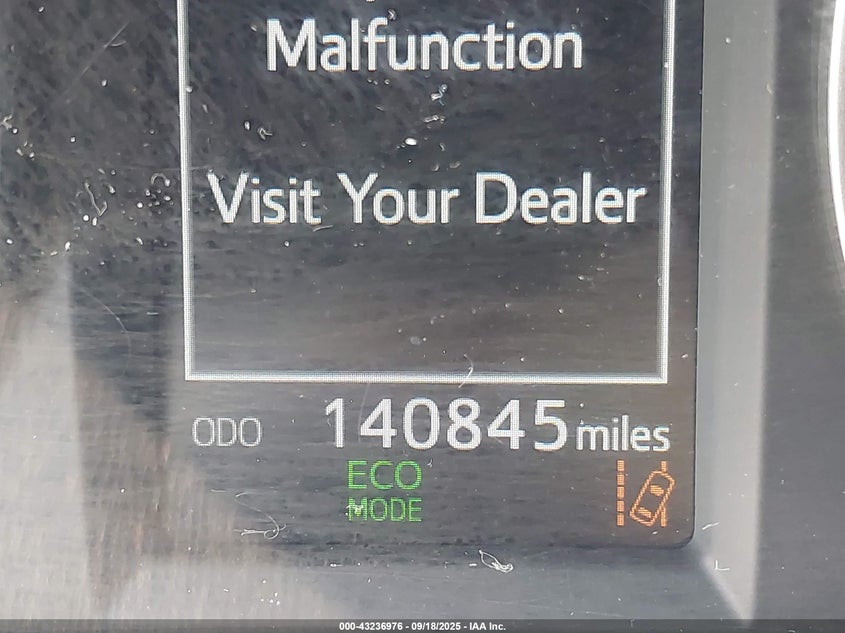 Malfunction
Visit Your Dealer
ODO 140845 miles
ECO
MODE
000-43236976 - 09/18/2025 - IAA Inc.